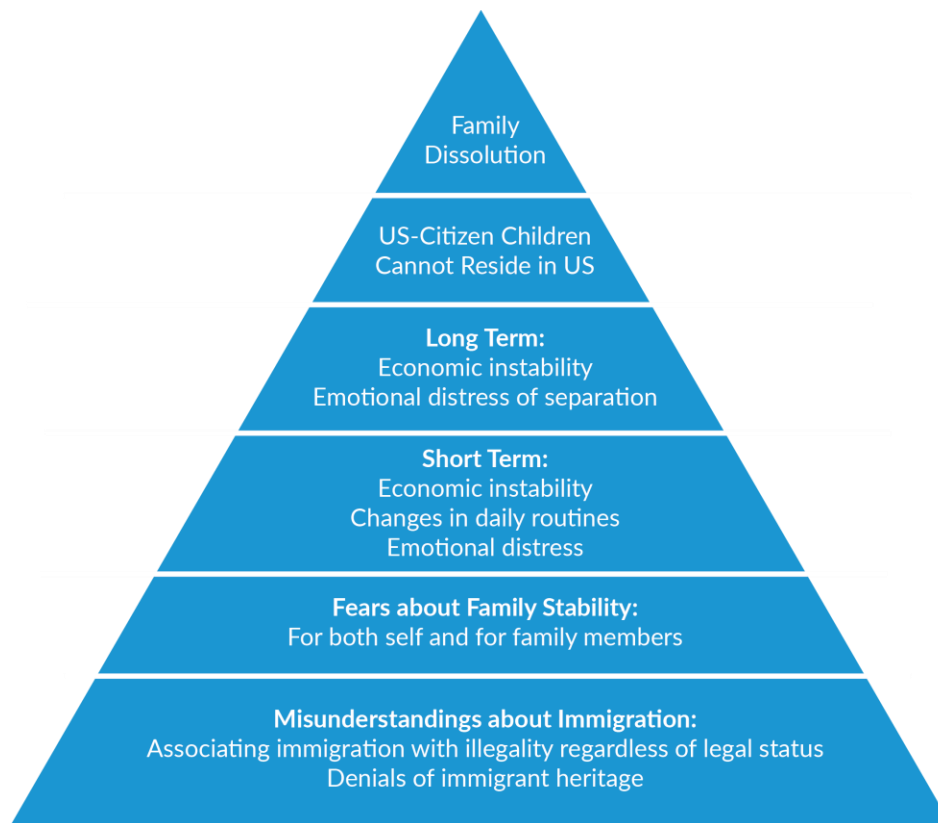 Family
Dissolution
US-Citizen Children
Cannot Reside in US
Long Term:
Economic instability
Emotional distress of separation
Short Term:
Economic instability
Changes in daily routines
Emotional distress
Fears about Family Stability:
For both self and for family members
Misunderstandings about Immigration:
Associating immigration with illegality regardless of legal status
Denials of immigrant heritage